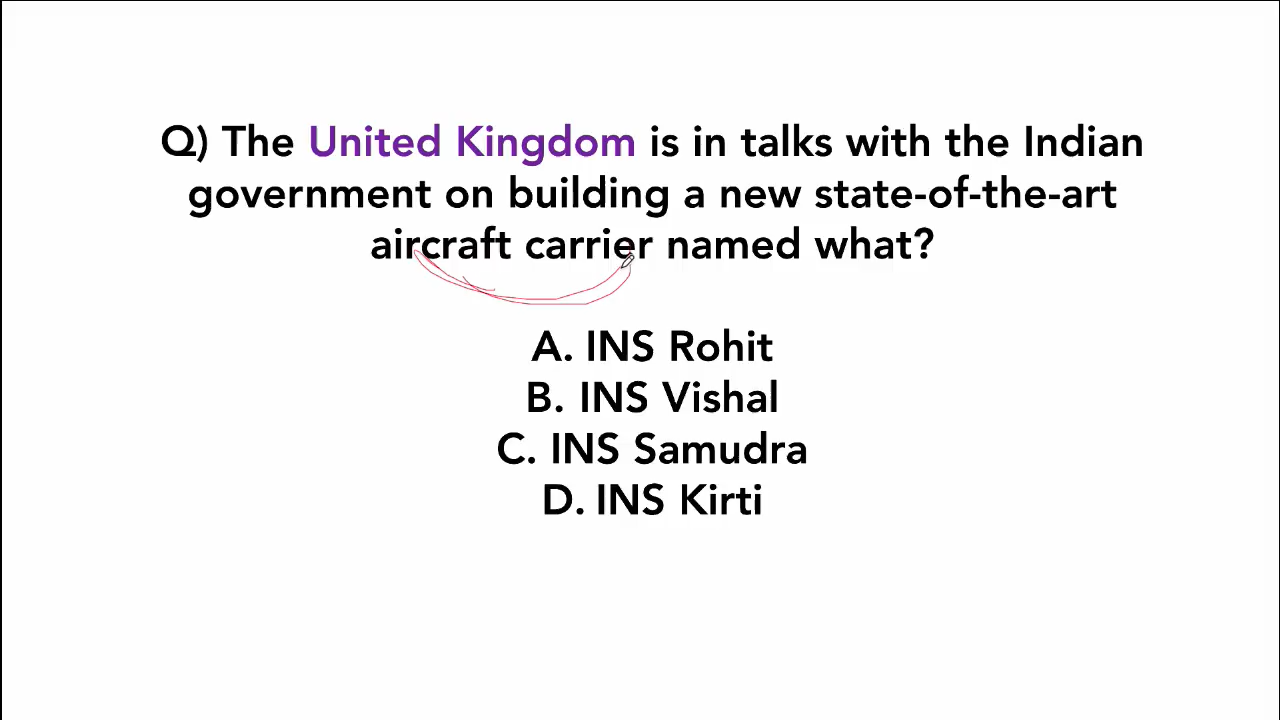 Q) The United Kingdom is in talks with the Indian
government on building a new state-of-the-art
aircraft carrier named what?
A. INS Rohit
B. INS Vishal
C. INS Samudra
D. INS Kirti